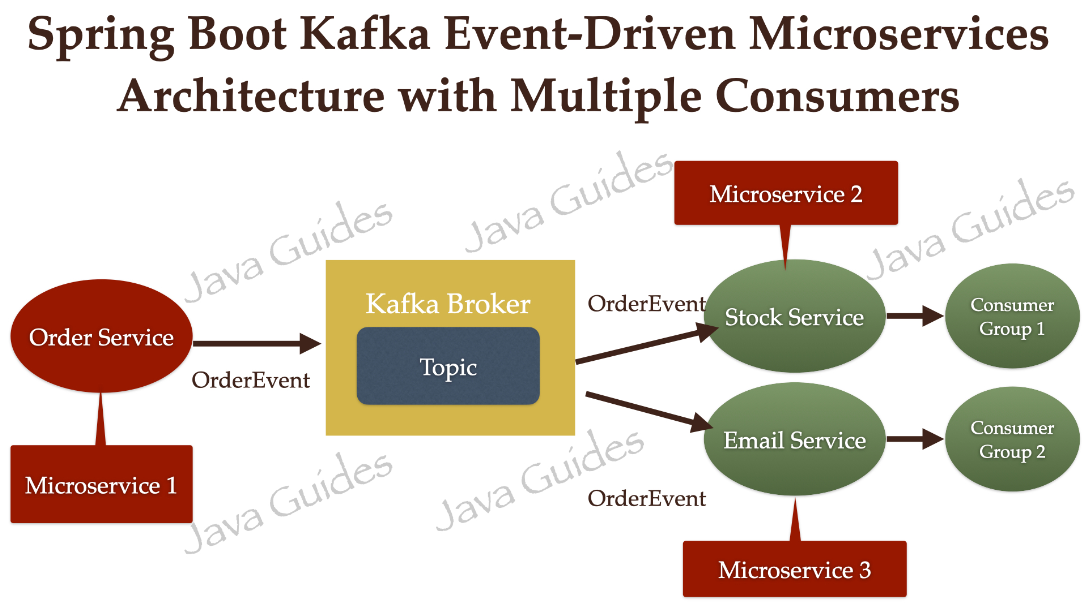 Spring Boot Kafka Event-Driven Microservices
Architecture with Multiple Consumers
Java Guides
Java Guides
Java Guides
Microservice 2
Kafka Broker
Topic
Order Service
OrderEvent
Microservice 1
OrderEvent
Stock Service
Consumer
Group 1
Email Service
Consumer
Group 2
OrderEvent
Microservice 3
Java Guides
Java Guides